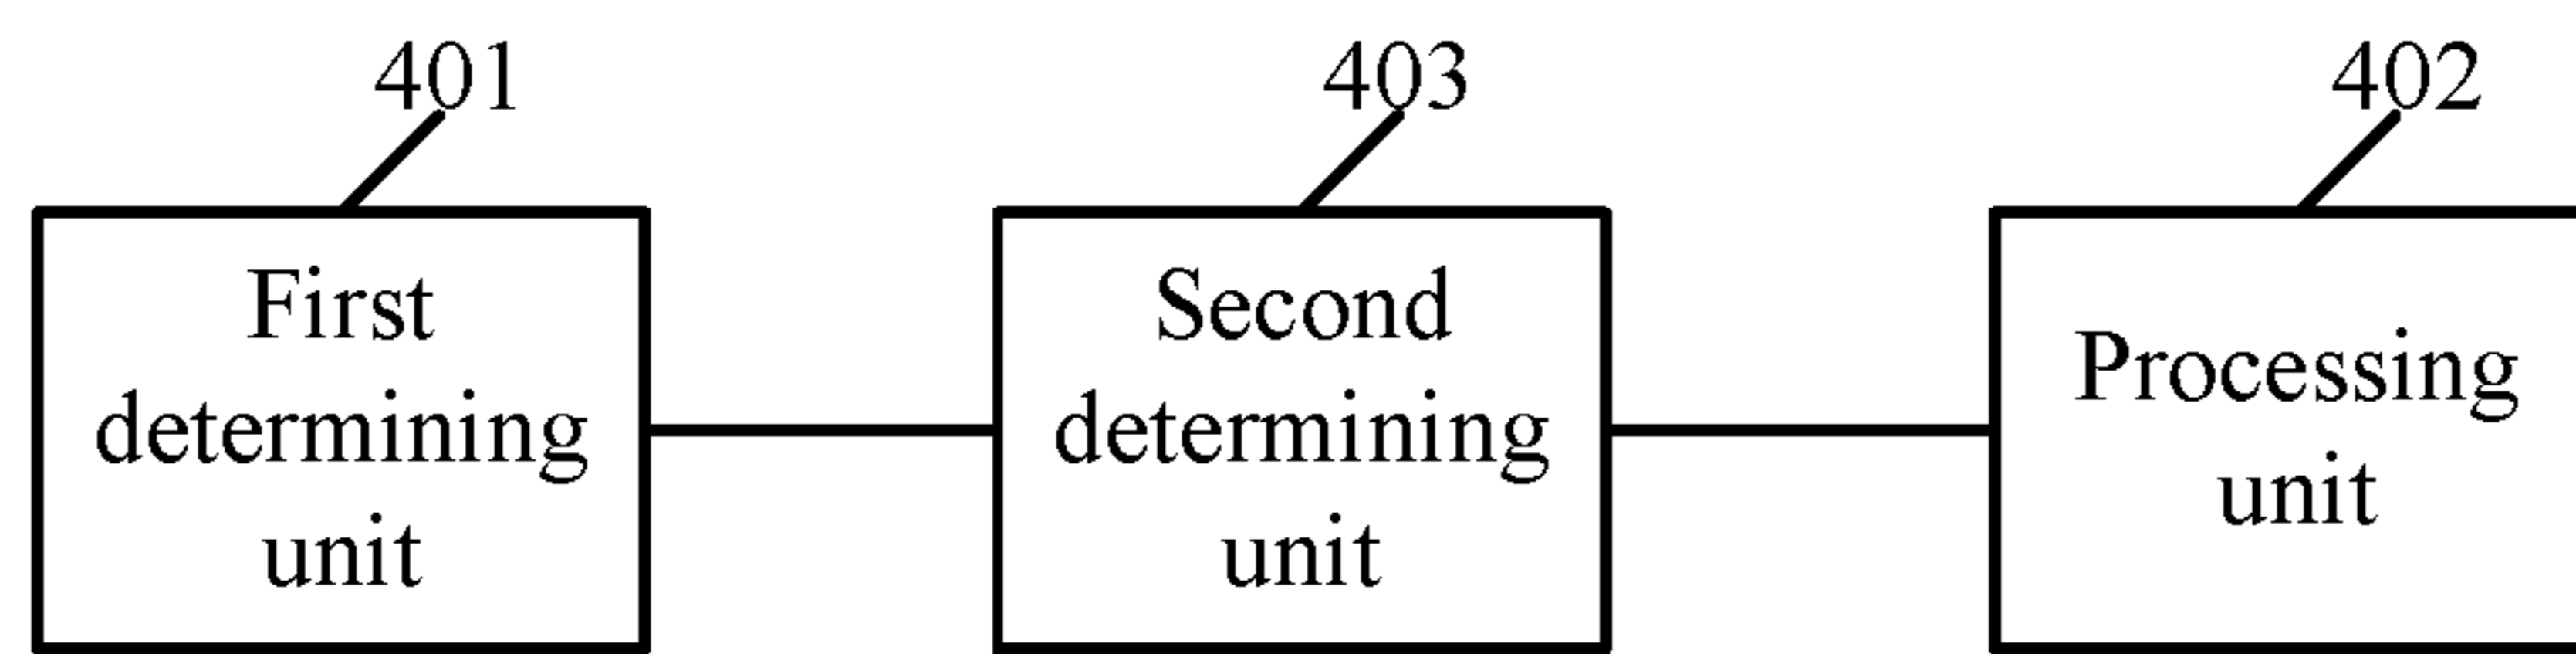 401
403
402
First
determining
unit
Second
determining
unit
Processing
unit